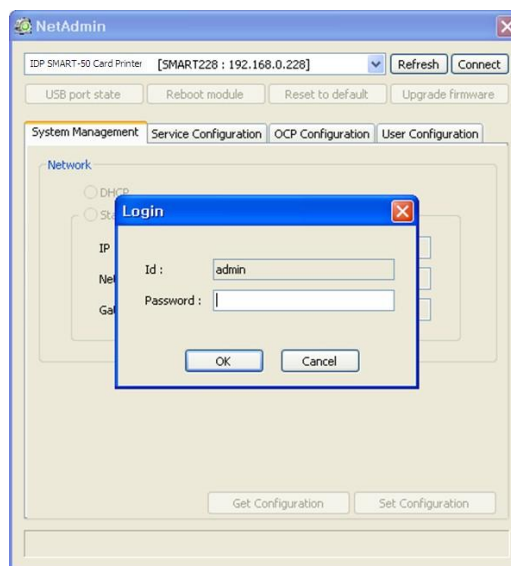 NetAdmin
IDP SMART-50 Card Printer [SMART228 : 192.168.0.228] Refresh Connect
USB port state Reboot module Reset to default Upgrade firmware
System Management Service Configuration OCP Configuration User Configuration
Network
DHCP
Login
IP
Id : admin
Password :
OK Cancel
Get Configuration Set Configuration